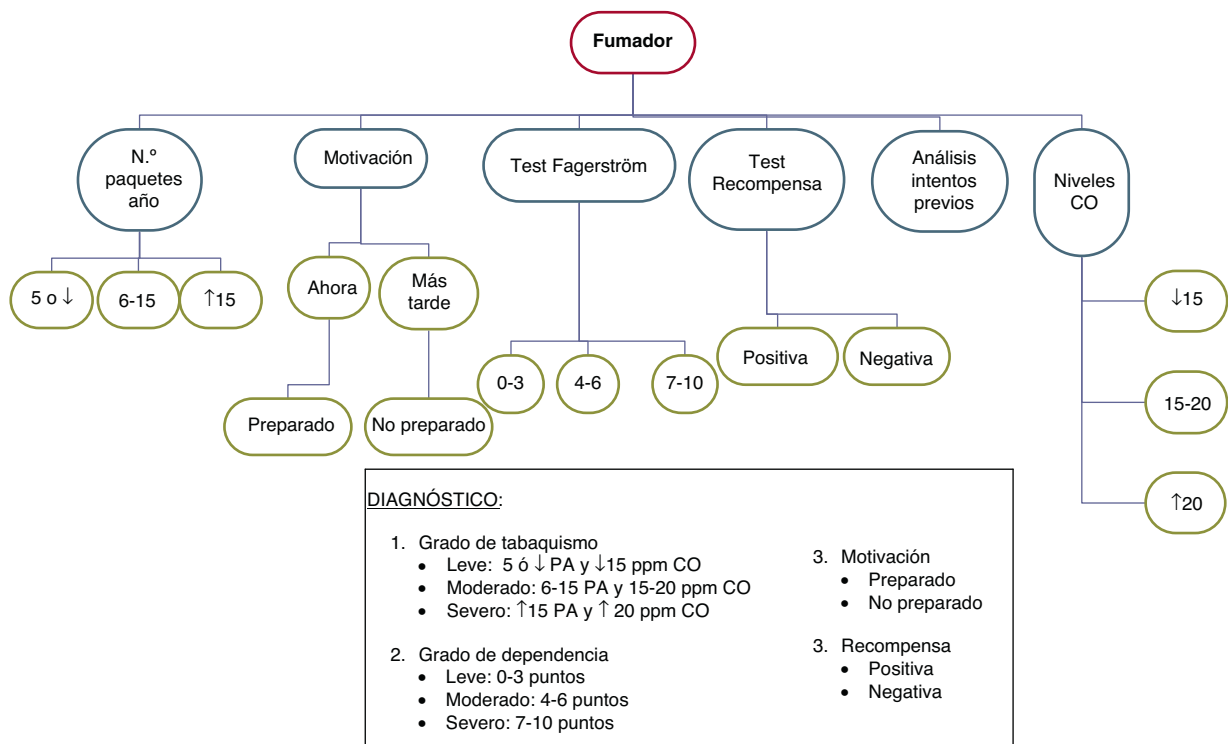 Fumador
N.º
paquetes
año
Motivación
Test Fagerström
Test
Recompensa
Análisis
intentos
previos
Niveles
CO
5 o ↓
6-15
↑15
Ahora
Más
tarde
Preparado
No preparado
0-3
4-6
7-10
Positiva
Negativa
↓15
15-20
↑20
DIAGNÓSTICO:
1. Grado de tabaquismo
• Leve: 5 ó ↓ PA y ↓15 ppm CO
• Moderado: 6-15 PA y 15-20 ppm CO
• Severo: ↑15 PA y ↑ 20 ppm CO
2. Grado de dependencia
• Leve: 0-3 puntos
• Moderado: 4-6 puntos
• Severo: 7-10 puntos
3. Motivación
• Preparado
• No preparado
3. Recompensa
• Positiva
• Negativa